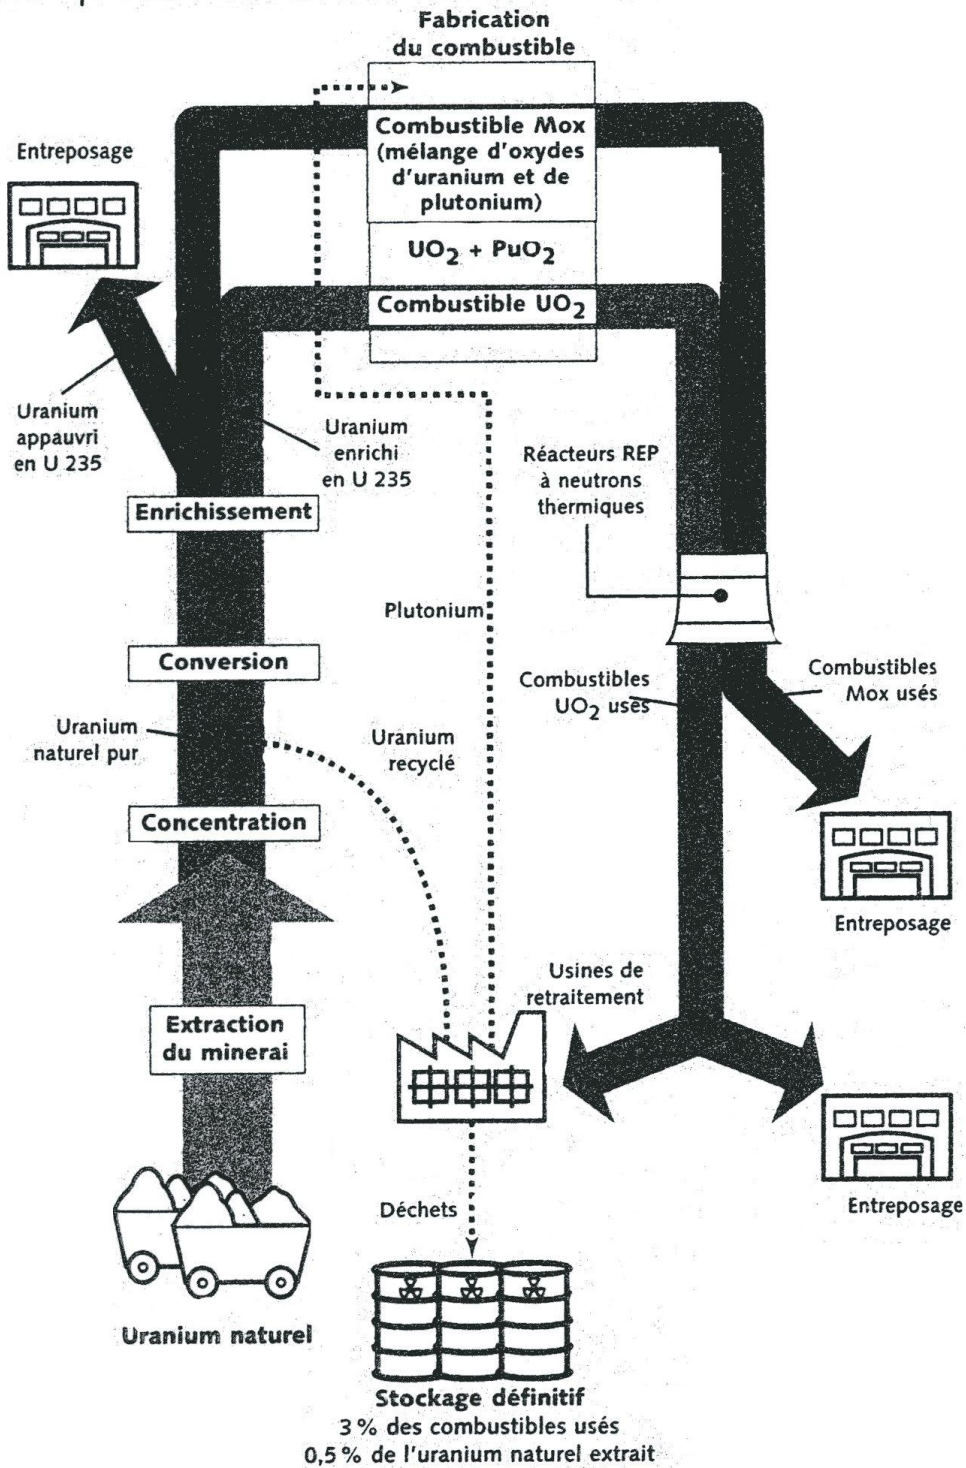 Fabrication
du combustible
Combustible Mox
(mélange d'oxydes
d'uranium et de
plutonium)
UO₂ + PuO₂
Combustible UO₂
Entreposage
Uranium
appauvri
en U 235
Uranium
enrichi
en U 235
Réacteurs REP
à neutrons
thermiques
Enrichissement
Plutonium
Conversion
Combustibles
UO₂ usés
Combustibles
Mox usés
Uranium
naturel pur
Uranium
recyclé
Concentration
Entreposage
Usines de
retraitement
Extraction
du minerai
Entreposage
Déchets
Uranium naturel
Stockage définitif
3 % des combustibles usés
0,5 % de l'uranium naturel extrait